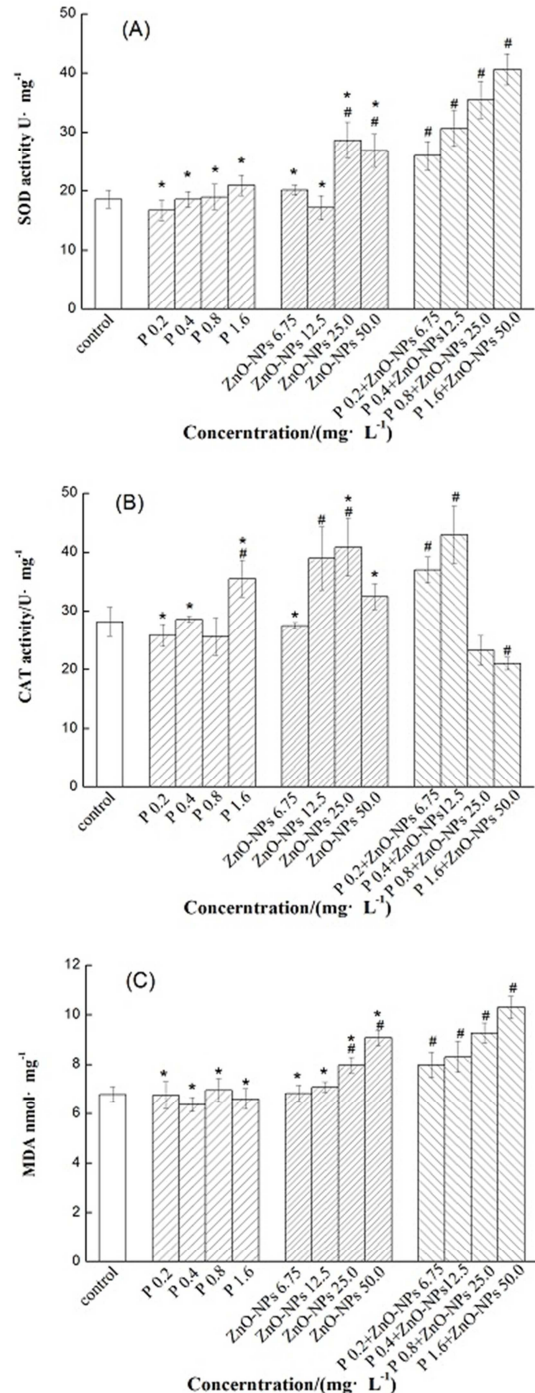 (A)
SOD activity U· mg-1
50
40
30
20
10
0
* * * *
* * * # * #
# # # #
control
P 0.2
P 0.4
P 0.8
P 1.6
ZnO-NPs 6.75
ZnO-NPs 12.5
ZnO-NPs 25.0
ZnO-NPs 50.0
P 0.2+ZnO-NPs 6.75
P 0.4+ZnO-NPs12.5
P 0.8+ZnO-NPs 25.0
P 1.6+ZnO-NPs 50.0
Concerntration/(mg· L-1)
(B)
CAT activity/U· mg-1
50
40
30
20
10
0
* * * #
* # * # *
# # #
control
P 0.2
P 0.4
P 0.8
P 1.6
ZnO-NPs 6.75
ZnO-NPs 12.5
ZnO-NPs 25.0
ZnO-NPs 50.0
P 0.2+ZnO-NPs 6.75
P 0.4+ZnO-NPs12.5
P 0.8+ZnO-NPs 25.0
P 1.6+ZnO-NPs 50.0
Concerntration/(mg· L-1)
(C)
MDA nmol· mg-1
12
10
8
6
4
2
0
* * * *
* * * # * #
# # # #
control
P 0.2
P 0.4
P 0.8
P 1.6
ZnO-NPs 6.75
ZnO-NPs 12.5
ZnO-NPs 25.0
ZnO-NPs 50.0
P 0.2+ZnO-NPs 6.75
P 0.4+ZnO-NPs12.5
P 0.8+ZnO-NPs 25.0
P 1.6+ZnO-NPs 50.0
Concerntration/(mg· L-1)